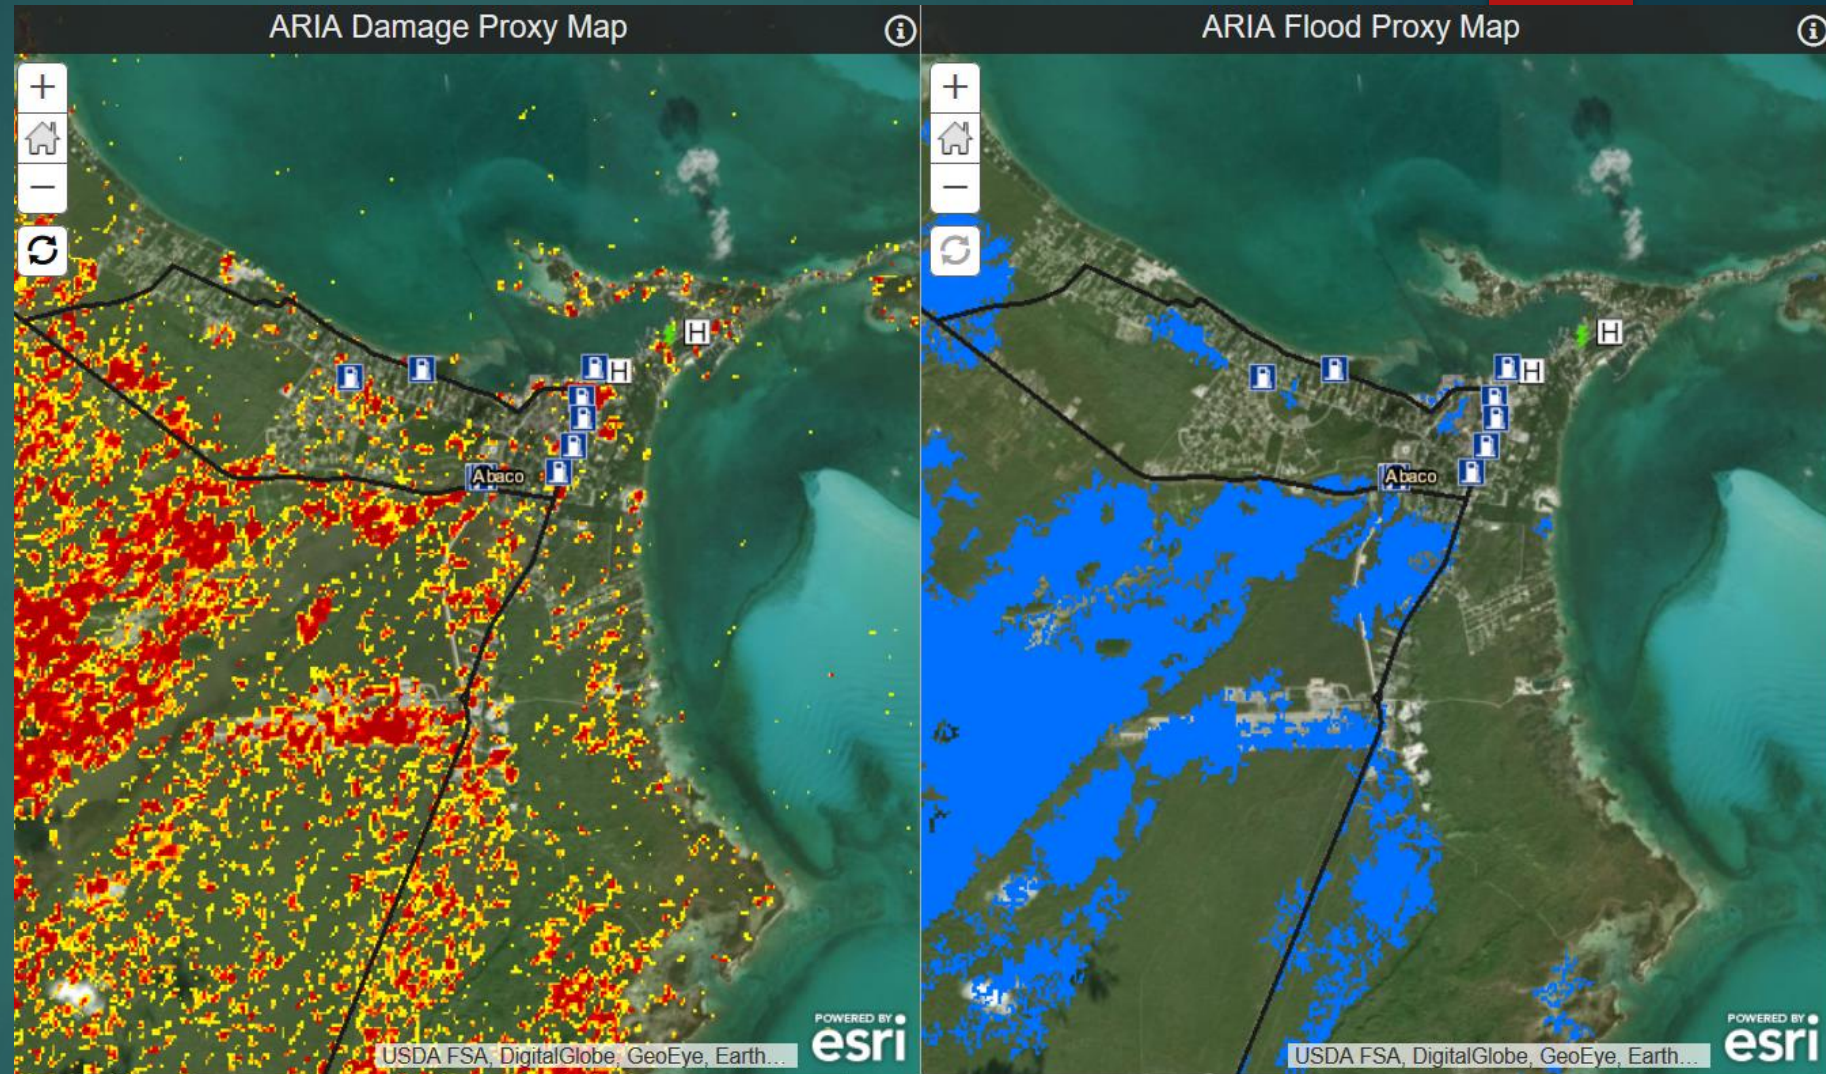 ARIA Damage Proxy Map
ARIA Flood Proxy Map
H
H
Abaco
H
H
Abaco
POWERED BY
esri
USDA FSA, DigitalGlobe, GeoEye, Earth...
POWERED BY
esri
USDA FSA, DigitalGlobe, GeoEye, Earth...